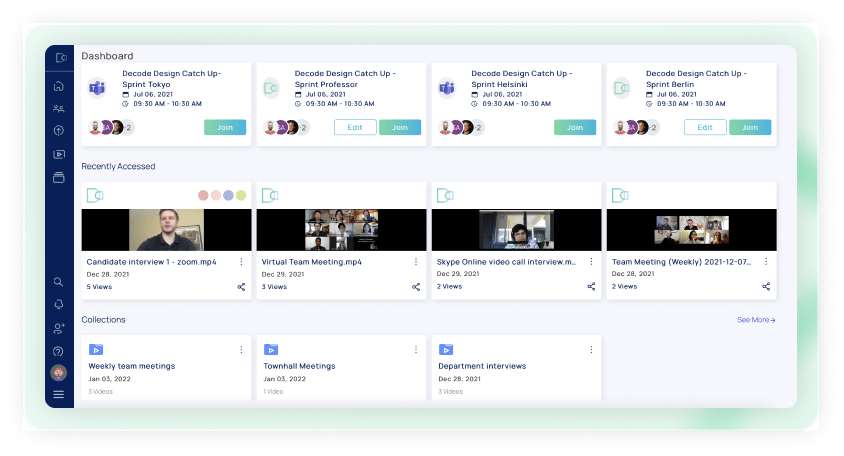 Dashboard
Decode Design Catch Up-
Sprint Tokyo
Jul 06, 2021
09:30 AM - 10:30 AM
Join
Decode Design Catch Up -
Sprint Professor
Jul 06, 2021
09:30 AM - 10:30 AM
Edit
Join
Decode Design Catch Up -
Sprint Helsinki
Jul 06, 2021
09:30 AM - 10:30 AM
Join
Decode Design Catch Up -
Sprint Berlin
Jul 06, 2021
09:30 AM - 10:30 AM
Edit
Join
Recently Accessed
Candidate interview 1 - zoom.mp4
Dec 28, 2021
5 Views
Virtual Team Meeting.mp4
Dec 29, 2021
3 Views
Skype Online video call interview.m...
Dec 29, 2021
2 Views
Team Meeting (Weekly) 2021-12-07...
Dec 28, 2021
2 Views
Collections
See More
Weekly team meetings
Jan 03, 2022
3 Videos
Townhall Meetings
Jan 03, 2022
1 Video
Department interviews
Dec 28, 2021
3 Videos